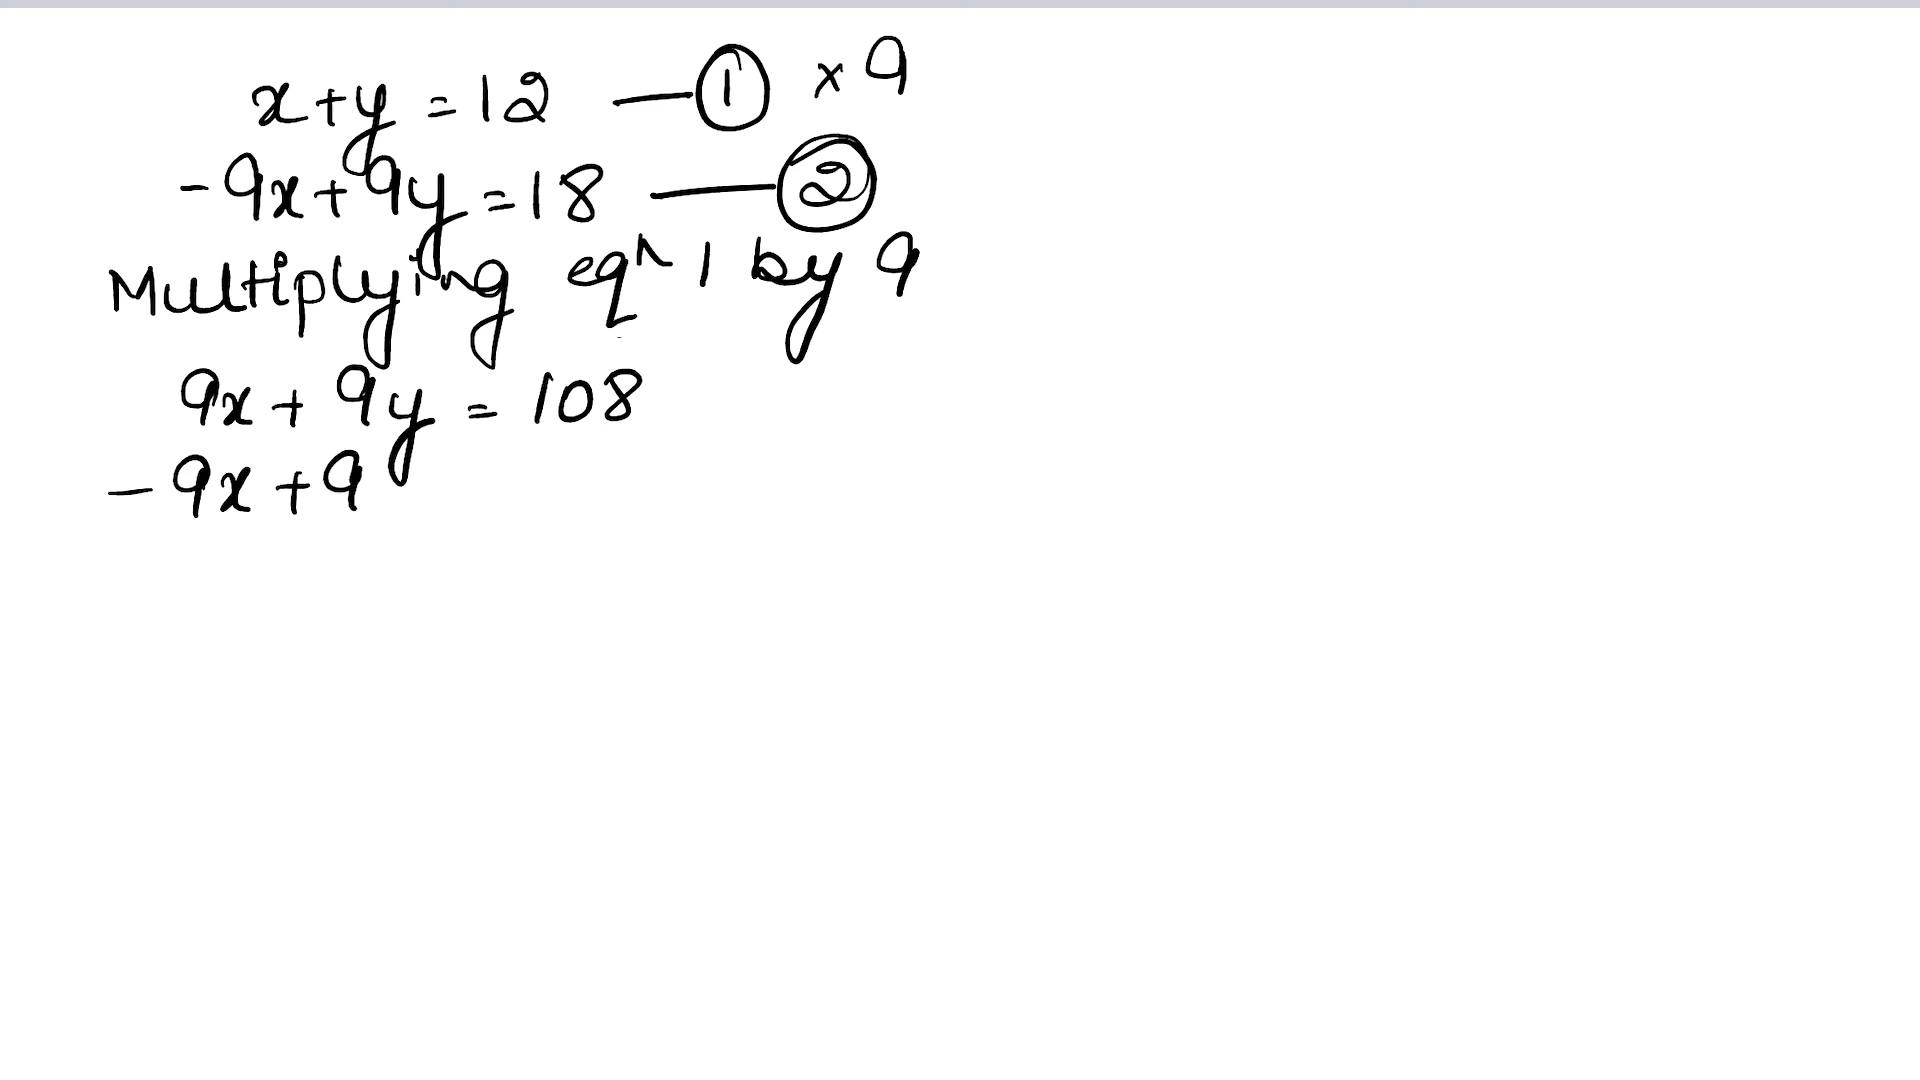 x+y=12 —① × 9
-9x+9y=18 —②
Multiplying eqⁿ 1 by 9
9x+9y=108
-9x+9